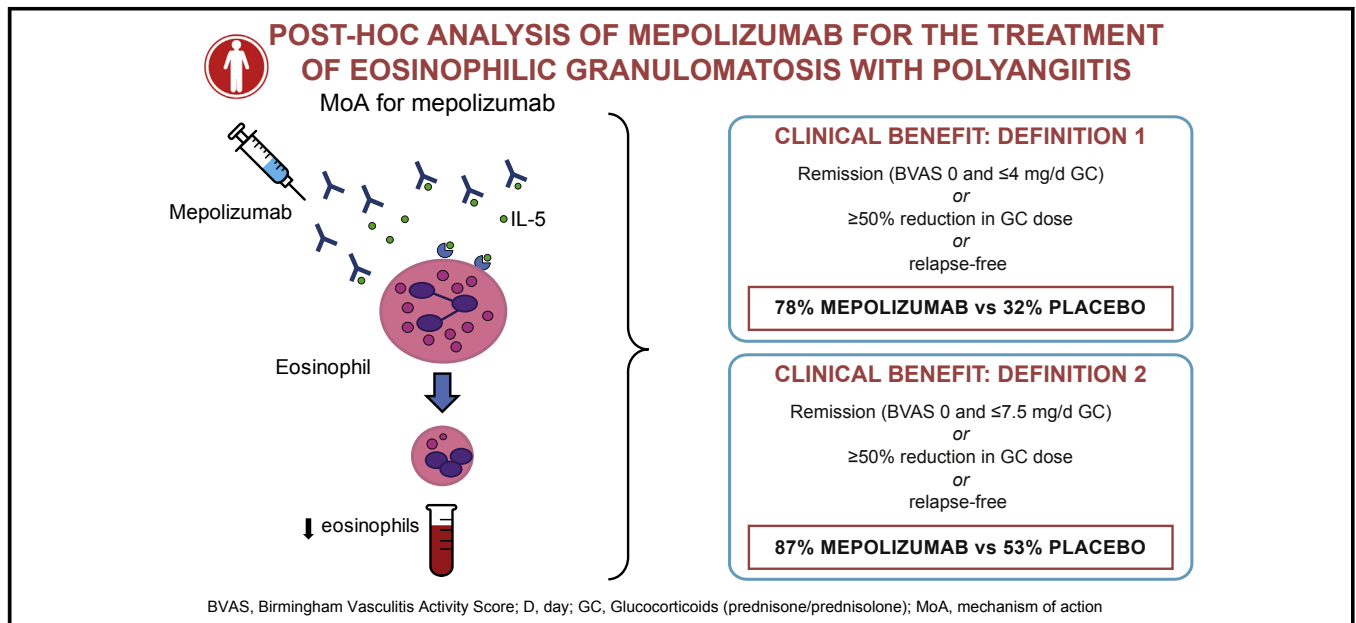 POST-HOC ANALYSIS OF MEPOLIZUMAB FOR THE TREATMENT
OF EOSINOPHILIC GRANULOMATOSIS WITH POLYANGIITIS
MoA for mepolizumab
Mepolizumab
IL-5
Eosinophil
eosinophils
CLINICAL BENEFIT: DEFINITION 1
Remission (BVAS 0 and ≤4 mg/d GC)
or
≥50% reduction in GC dose
or
relapse-free
78% MEPOLIZUMAB vs 32% PLACEBO
CLINICAL BENEFIT: DEFINITION 2
Remission (BVAS 0 and ≤7.5 mg/d GC)
or
≥50% reduction in GC dose
or
relapse-free
87% MEPOLIZUMAB vs 53% PLACEBO
BVAS, Birmingham Vasculitis Activity Score; D, day; GC, Glucocorticoids (prednisone/prednisolone); MoA, mechanism of action